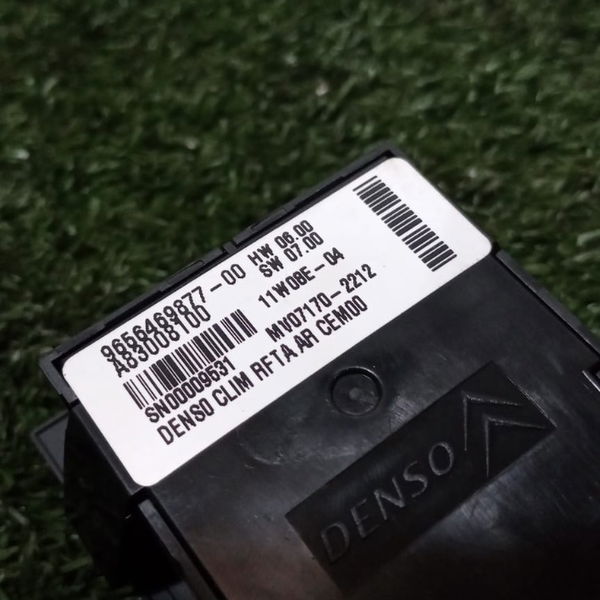 9656469877-00 HW 06.00
A83008100 SW 07.00
11W08E-04
SN00009531 MV07170-2212
DENSO CLIM RFTA AR CEM00
DENSO